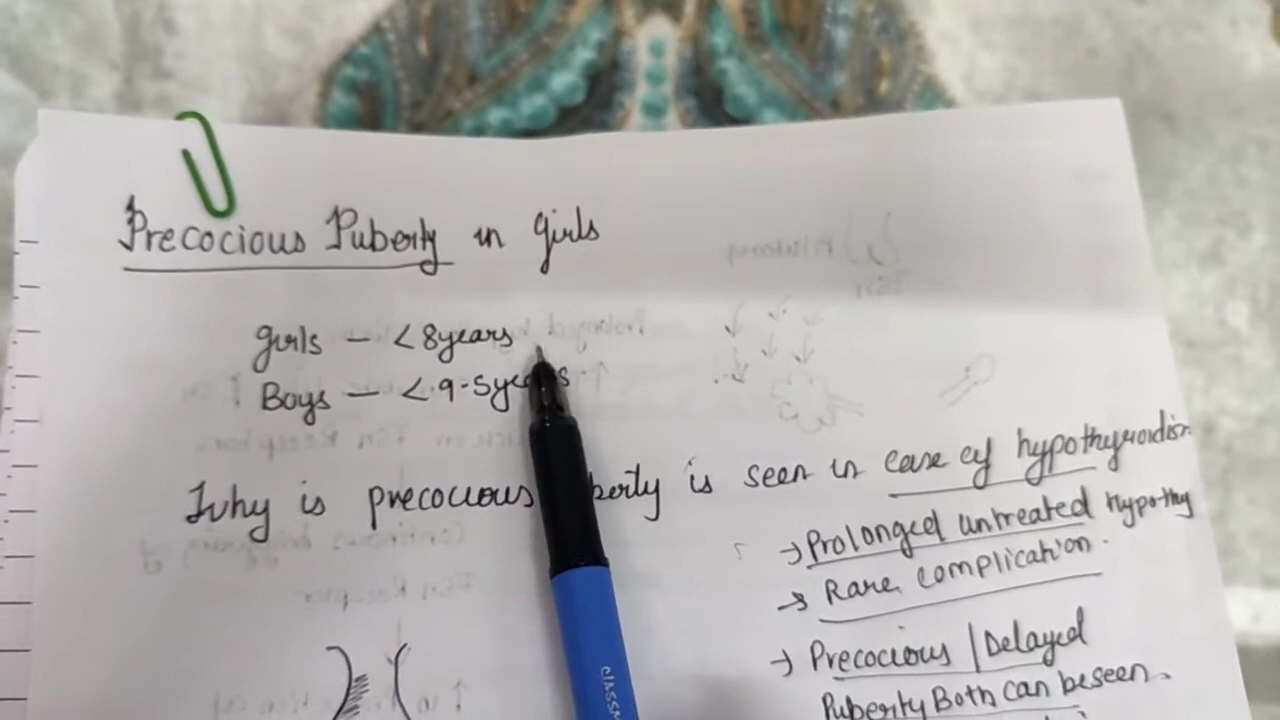 Precocious Puberty in girls
girls - < 8years
Boys - < 9-5years
Why is precocious puberty is seen in case of hypothyroidism
→ Prolonged untreated hypothy
→ Rare complication.
→ Precocious / Delayed
Puberty Both can be seen.
CLASSM